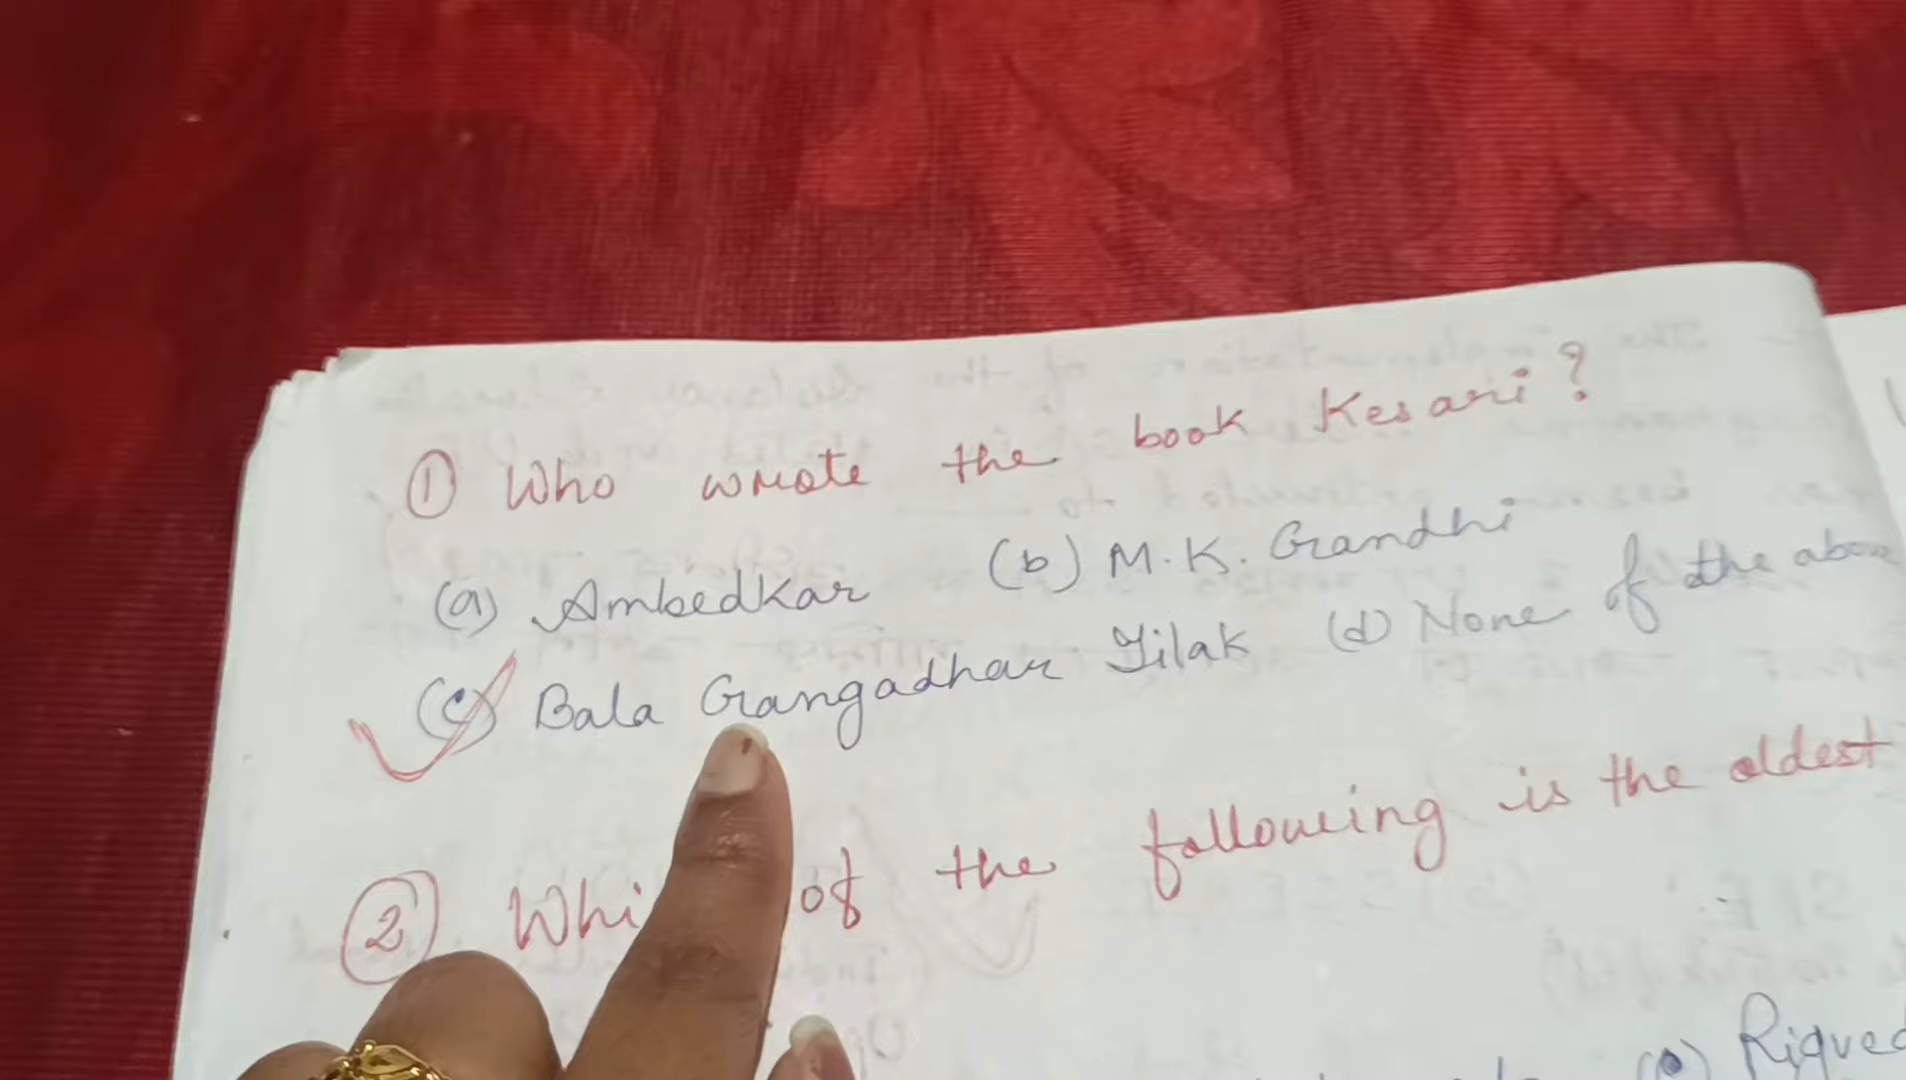 ① Who wrote the book Kesari?
(a) Ambedkar (b) M.K. Gandhi
(c) Bala Gangadhar Tilak (d) None of the above
② Whi of the following is the oldest
(c) Rigved